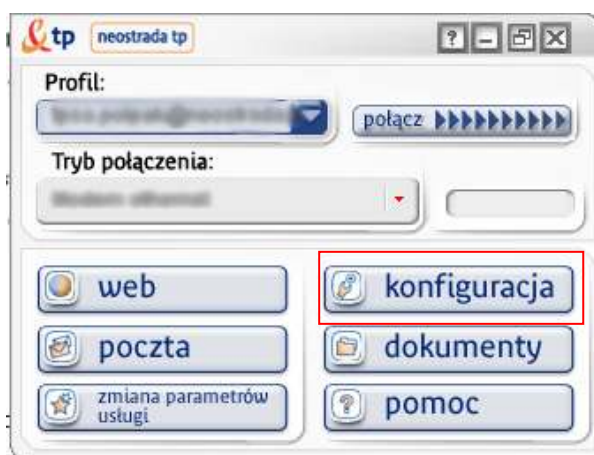 tp neostrada tp
Profil:
połącz
Tryb połączenia:
web
konfiguracja
poczta
dokumenty
zmiana parametrów
usługi
pomoc